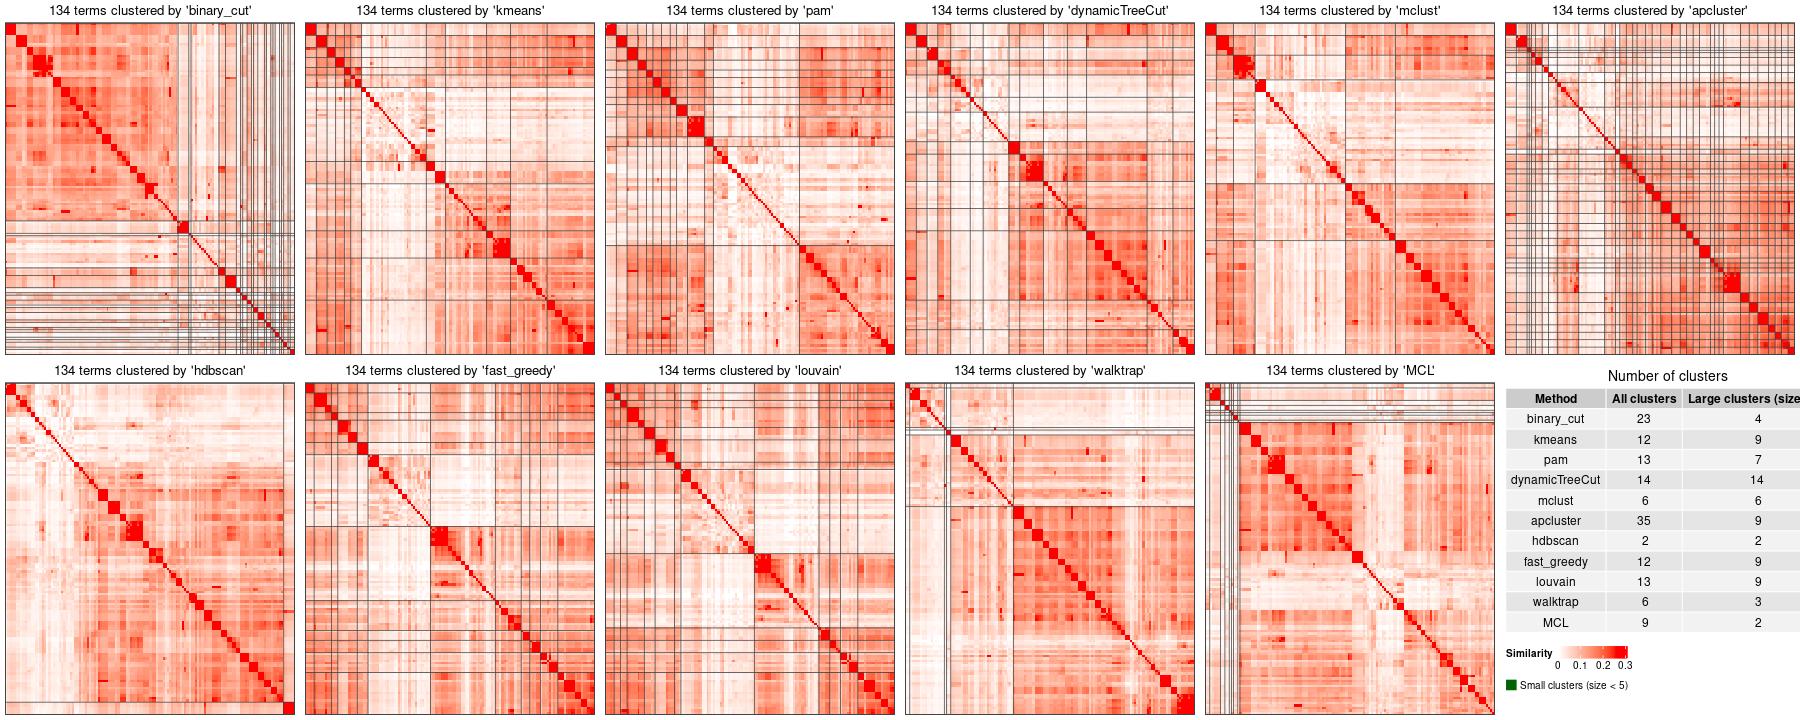 134 terms clustered by 'binary_cut'
134 terms clustered by 'kmeans'
134 terms clustered by 'pam'
134 terms clustered by 'dynamicTreeCut'
134 terms clustered by 'mclust'
134 terms clustered by 'apcluster'
134 terms clustered by 'hdbscan'
134 terms clustered by 'fast_greedy'
134 terms clustered by 'louvain'
134 terms clustered by 'walktrap'
134 terms clustered by 'MCL'
Number of clusters
Method All clusters Large clusters (size
binary_cut 23 4
kmeans 12 9
pam 13 7
dynamicTreeCut 14 14
mclust 6 6
apcluster 35 9
hdbscan 2 2
fast_greedy 12 9
louvain 13 9
walktrap 6 3
MCL 9 2
Similarity
0 0.1 0.2 0.3
Small clusters (size < 5)